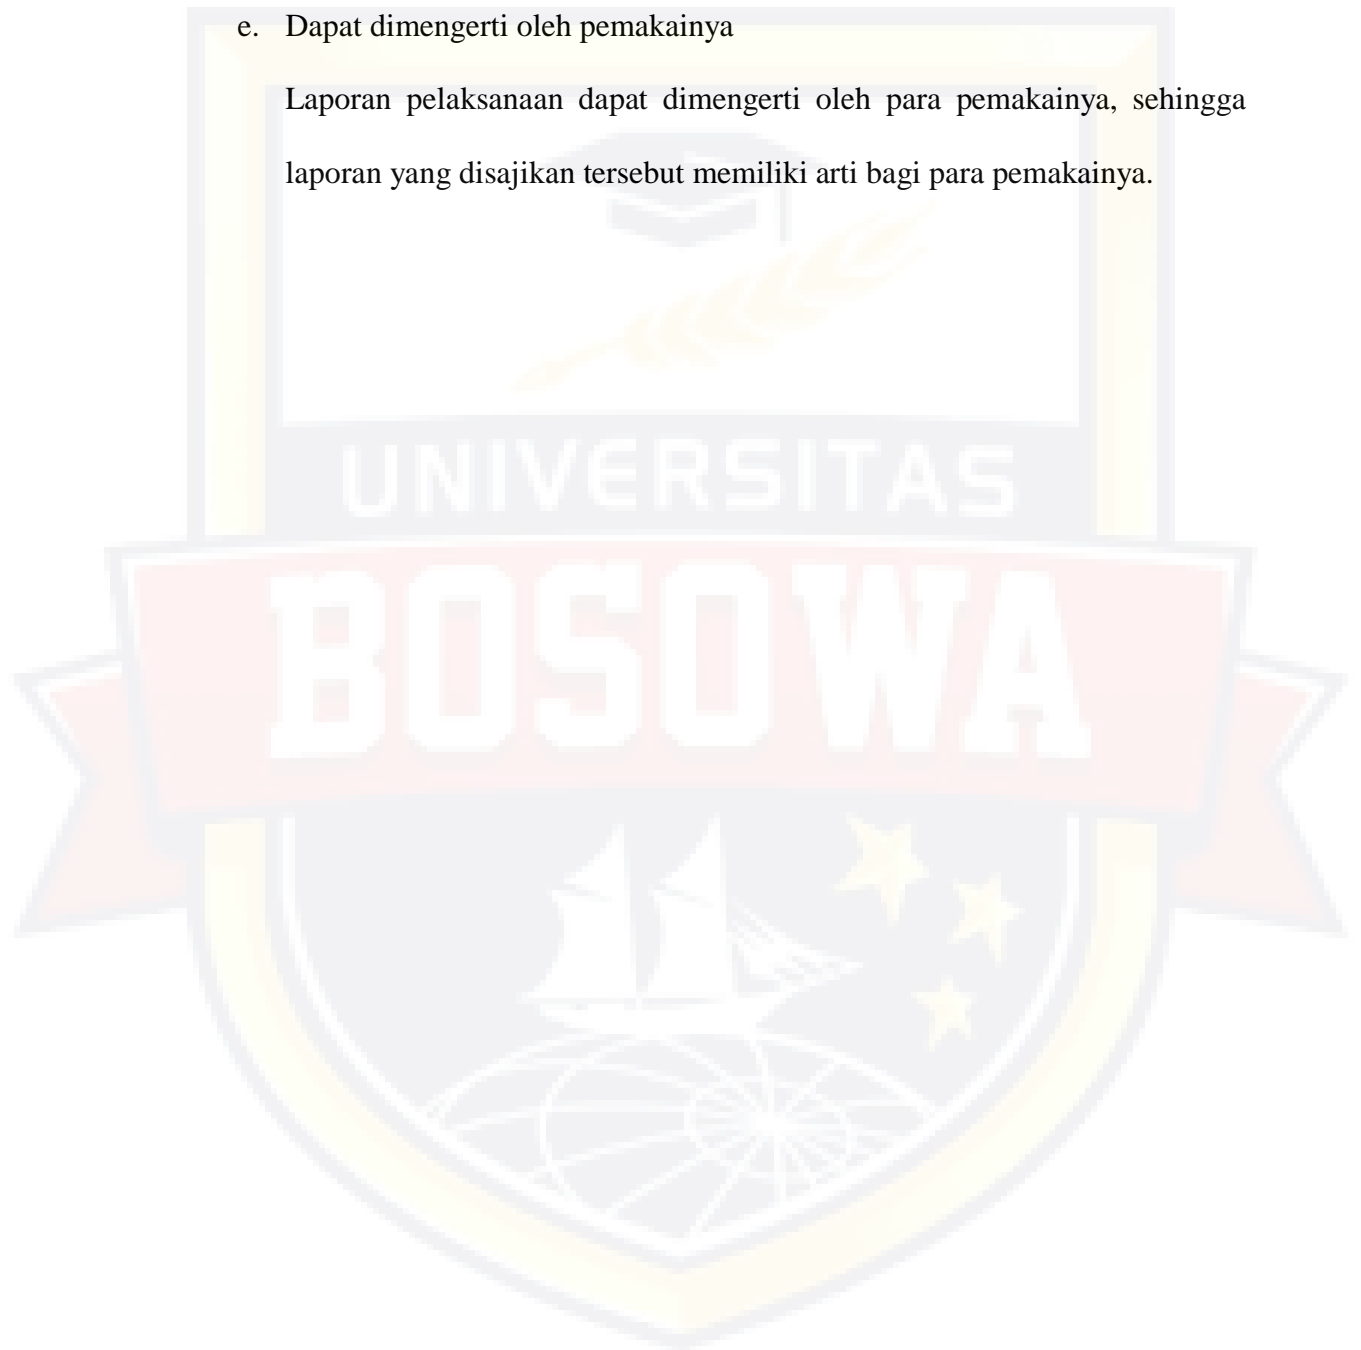 e. Dapat dimengerti oleh pemakainya
Laporan pelaksanaan dapat dimengerti oleh para pemakainya, sehingga
laporan yang disajikan tersebut memiliki arti bagi para pemakainya.
UNIVERSITAS
BOSOWA